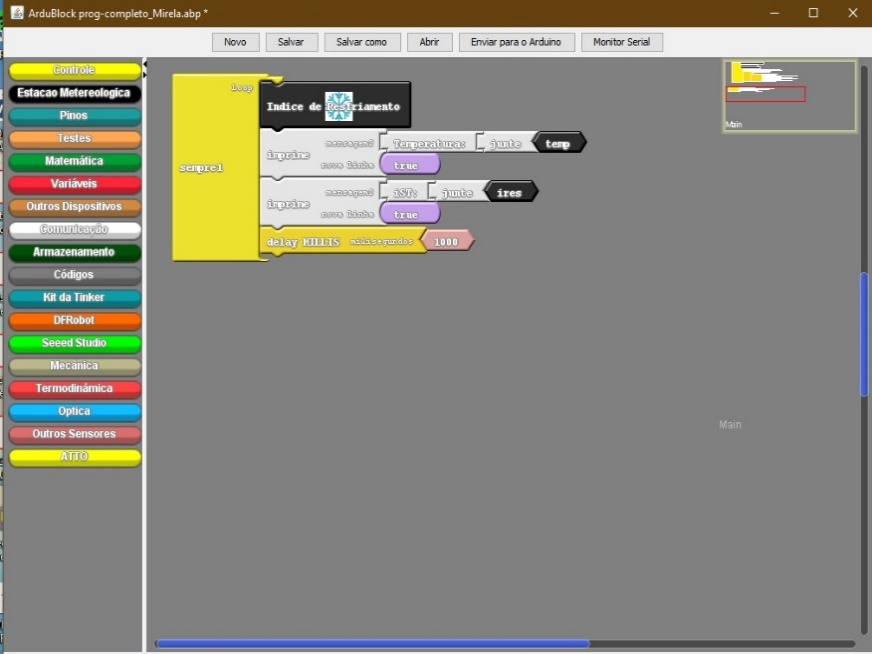 ArduBlock prog-completo_Mirela.abp *
Novo Salvar Salvar como Abrir Enviar para o Arduino Monitor Serial
Controle
Estacao Metereologica
Pinos
Testes
Matemática
Variáveis
Outros Dispositivos
Comunicação
Armazenamento
Códigos
Kit da Tinker
DFRobot
Seeed Studio
Mecânica
Termodinâmica
Optica
Outros Sensores
ATTO
sempre1
Loop
Indice de Resfriamento
imprime
mensagem Temperatura: junte temp
novo linha true
imprime
mensagem iST: junte ires
novo linha true
delay MILLIS milisegundos 1000
Main
Main